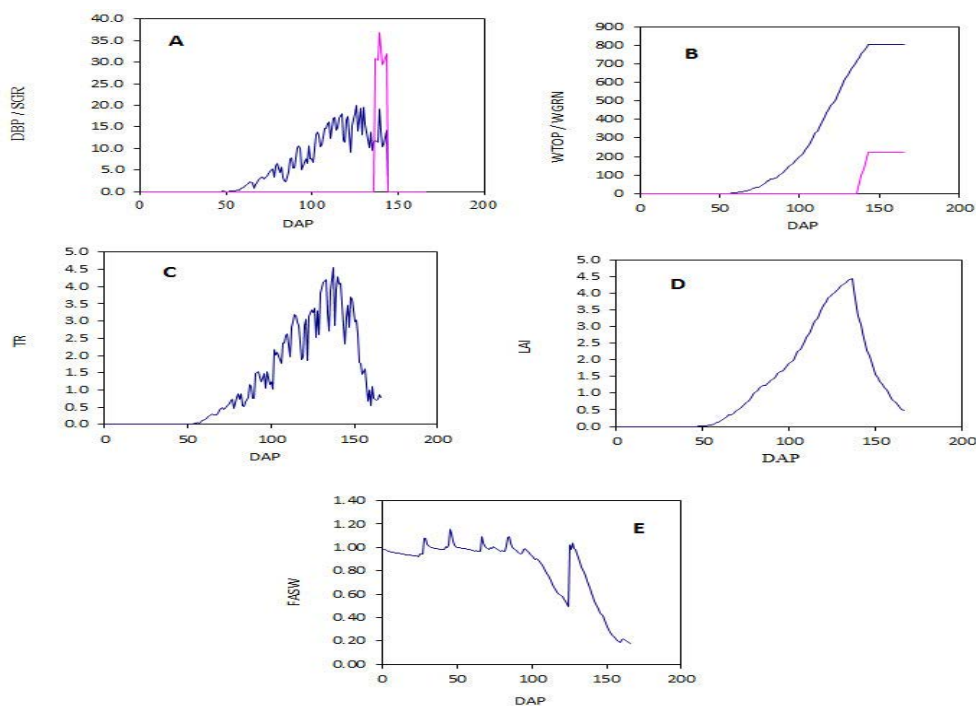 A
DBP / SGR
40.0
35.0
30.0
25.0
20.0
15.0
10.0
5.0
0.0
0 50 100 150 200
DAP
B
WTOP / WGRN
900
800
700
600
500
400
300
200
100
0
0 50 100 150 200
DAP
C
TR
5.0
4.5
4.0
3.5
3.0
2.5
2.0
1.5
1.0
0.5
0.0
0 50 100 150 200
DAP
D
LAI
5.0
4.5
4.0
3.5
3.0
2.5
2.0
1.5
1.0
0.5
0.0
0 50 100 150 200
DAP
E
FASW
1.40
1.20
1.00
0.80
0.60
0.40
0.20
0.00
0 50 100 150 200
DAP